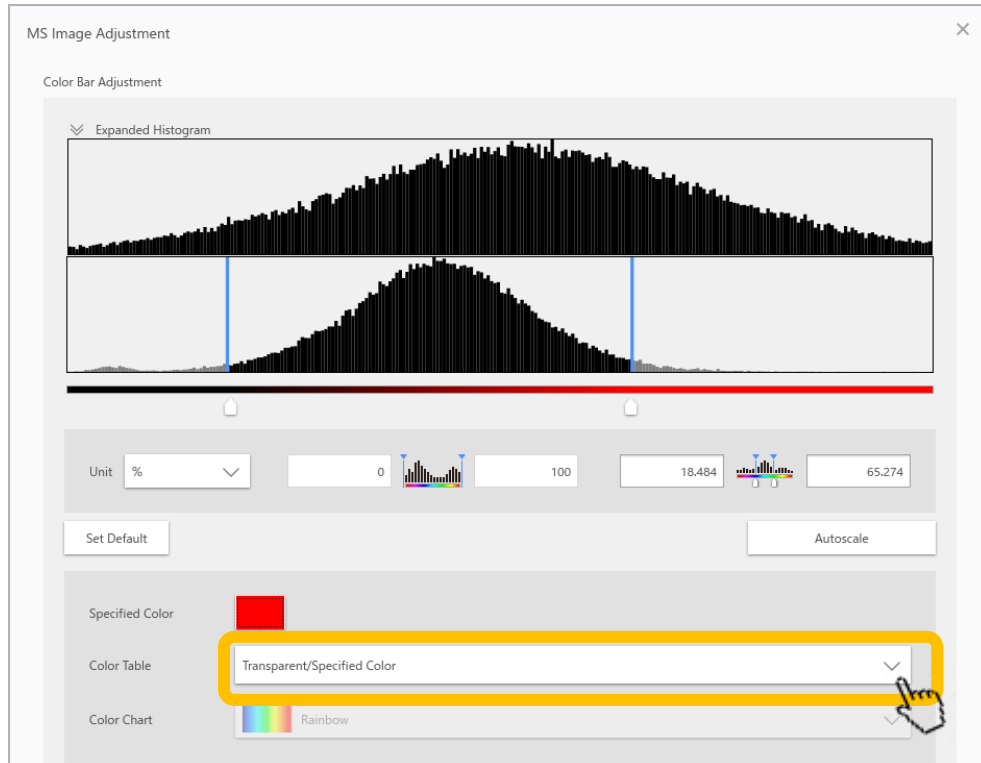 MS Image Adjustment
Color Bar Adjustment
Expanded Histogram
Unit % 0 100 18.484 65.274
Set Default Autoscale
Specified Color
Color Table Transparent/Specified Color
Color Chart Rainbow